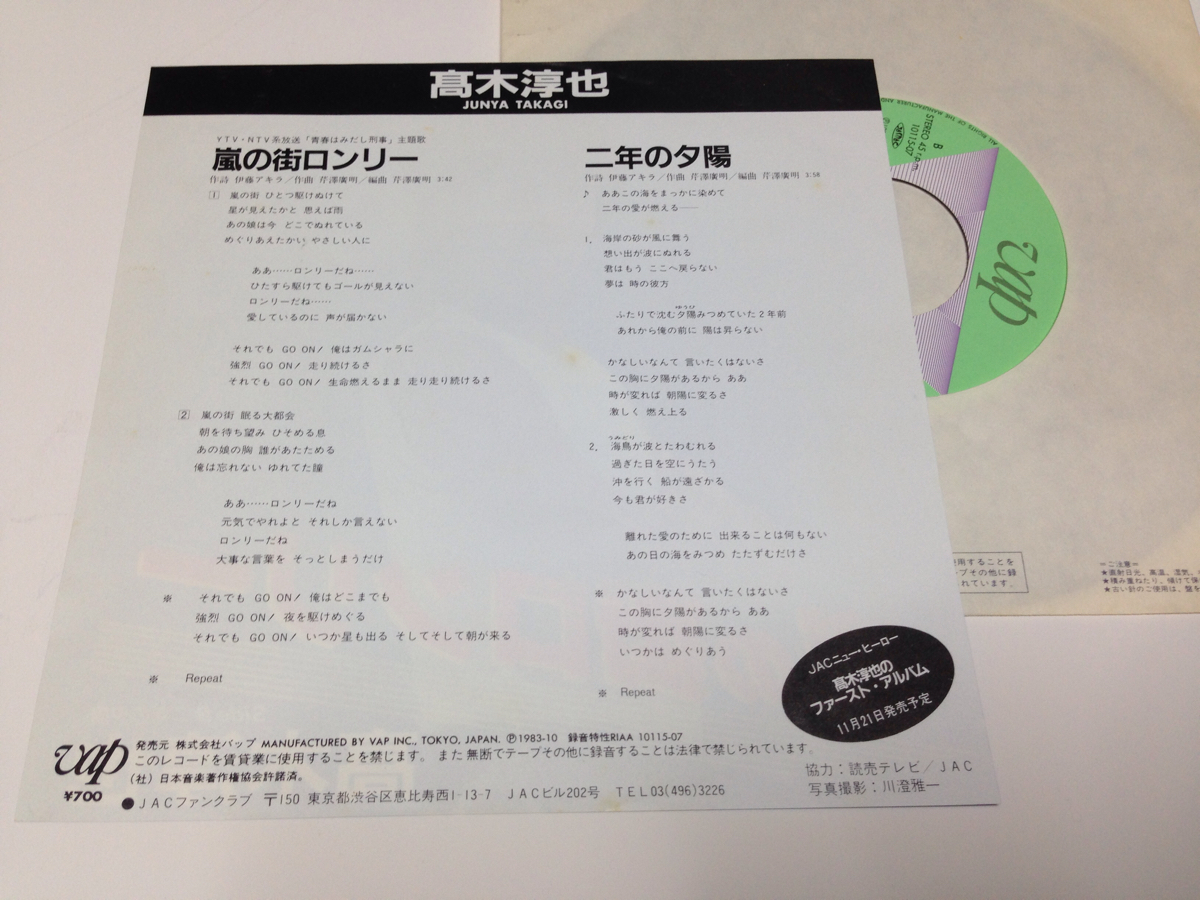 髙木淳也
JUNYA TAKAGI
YTV・NTV系放送「青春はみだし刑事」主題歌
嵐の街ロンリー
作詩 伊藤アキラ／作曲 芹澤廣明／編曲 芹澤廣明 3:42
1 嵐の街 ひとつ駆けぬけて
星が見えたかと 思えば雨
あの娘は今 どこでぬれている
めぐりあえたかい やさしい人に
ああ……ロンリーだね……
ひたすら駆けてもゴールが見えない
ロンリーだね……
愛しているのに 声が届かない
それでも GO ON! 俺はガムシャラに
強烈 GO ON! 走り続けるさ
それでも GO ON! 生命燃えるまま 走り走り続けるさ
2 嵐の街 眠る大都会
朝を待ち望み ひそめる息
あの娘の胸 誰があたためる
俺は忘れない ゆれてた瞳
ああ……ロンリーだね
元気でやれよと それしか言えない
ロンリーだね
大事な言葉を そっとしまうだけ
※ それでも GO ON! 俺はどこまでも
強烈 GO ON! 夜を駆けめぐる
それでも GO ON! いつか星も出る そしてそして朝が来る
※ Repeat
二年の夕陽
作詩 伊藤アキラ／作曲 芹澤廣明／編曲 芹澤廣明 3:58
♪ ああこの海をまっかに染めて
二年の愛が燃える——
1. 海岸の砂が風に舞う
想い出が波にぬれる
君はもう ここへ戻らない
夢は 時の彼方
ゆうひ
ふたりで沈む夕陽みつめていた2年前
あれから俺の前に 陽は昇らない
かなしいなんて 言いたくはないさ
この胸に夕陽があるから ああ
時が変れば 朝陽に変るさ
激しく 燃え上る
うみどり
2. 海鳥が波とたわむれる
過ぎた日を空にうたう
沖を行く 船が遠ざかる
今も君が好きさ
離れた愛のために 出来ることは何もない
あの日の海をみつめ たたずむだけさ
※ かなしいなんて 言いたくはないさ
この胸に夕陽があるから ああ
時が変れば 朝陽に変るさ
いつかは めぐりあう
※ Repeat
JACニュー・ヒーロー
髙木淳也の
ファースト・アルバム
11月21日発売予定
vap
¥700
発売元 株式会社バップ MANUFACTURED BY VAP INC., TOKYO, JAPAN. Ⓟ1983-10 録音特性RIAA 10115-07
このレコードを賃貸業に使用することを禁じます。また無断でテープその他に録音することは法律で禁じられています。
(社)日本音楽著作権協会許諾済。
●JACファンクラブ 〒150 東京都渋谷区恵比寿西1-13-7 JACビル202号 TEL03(496)3226
協力：読売テレビ／JAC
写真撮影：川澄雅一
B
STEREO 45 r.p.m.
10115-07
vap
使用することを
プその他に録
れています。
＝ご注意＝